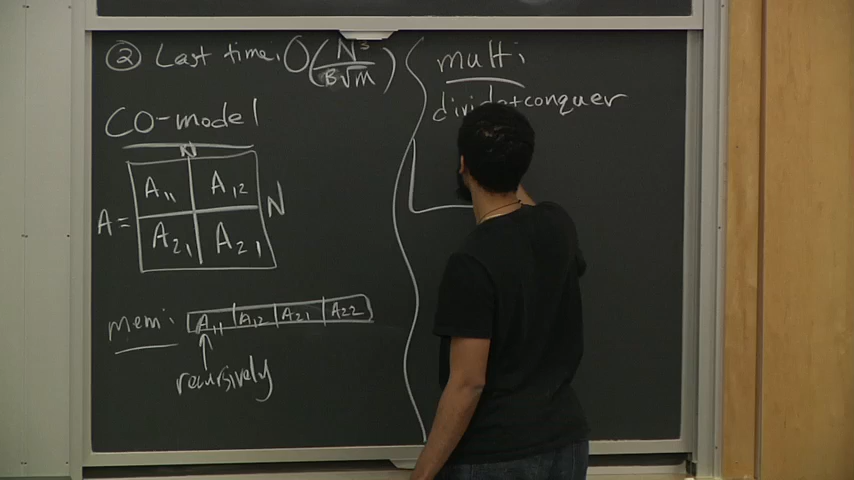 ② Last time: O(N³/B√m)
CO-model
N
A = A₁₁ A₁₂ N
A₂₁ A₂₁
mem: A₁₁ A₁₂ A₂₁ A₂₂
recursively
multi
divide+conquer